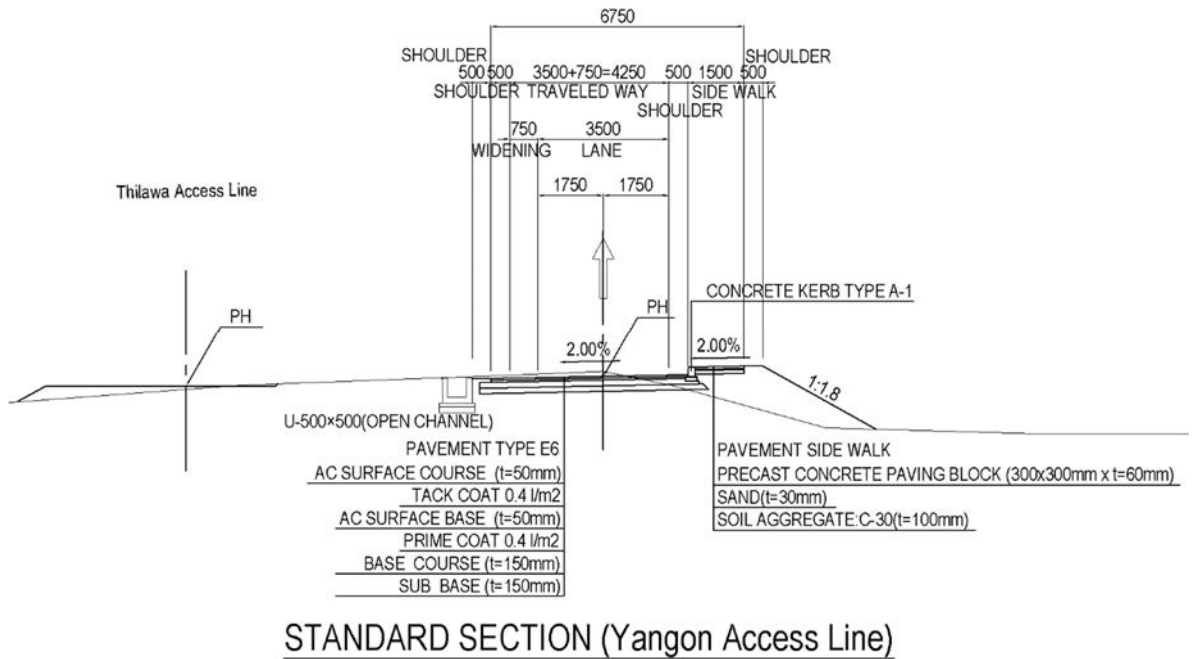 6750
SHOULDER
SHOULDER
500 500 3500+750=4250 500 1500 500
SHOULDER TRAVELED WAY SIDE WALK
SHOULDER
750 3500
WIDENING LANE
1750 1750
Thilawa Access Line
CONCRETE KERB TYPE A-1
PH
PH
2.00%
2.00%
1:1.8
U-500×500(OPEN CHANNEL)
PAVEMENT TYPE E6
AC SURFACE COURSE (t=50mm)
TACK COAT 0.4 l/m2
AC SURFACE BASE (t=50mm)
PRIME COAT 0.4 l/m2
BASE COURSE (t=150mm)
SUB BASE (t=150mm)
PAVEMENT SIDE WALK
PRECAST CONCRETE PAVING BLOCK (300x300mm x t=60mm)
SAND(t=30mm)
SOIL AGGREGATE:C-30(t=100mm)
STANDARD SECTION (Yangon Access Line)